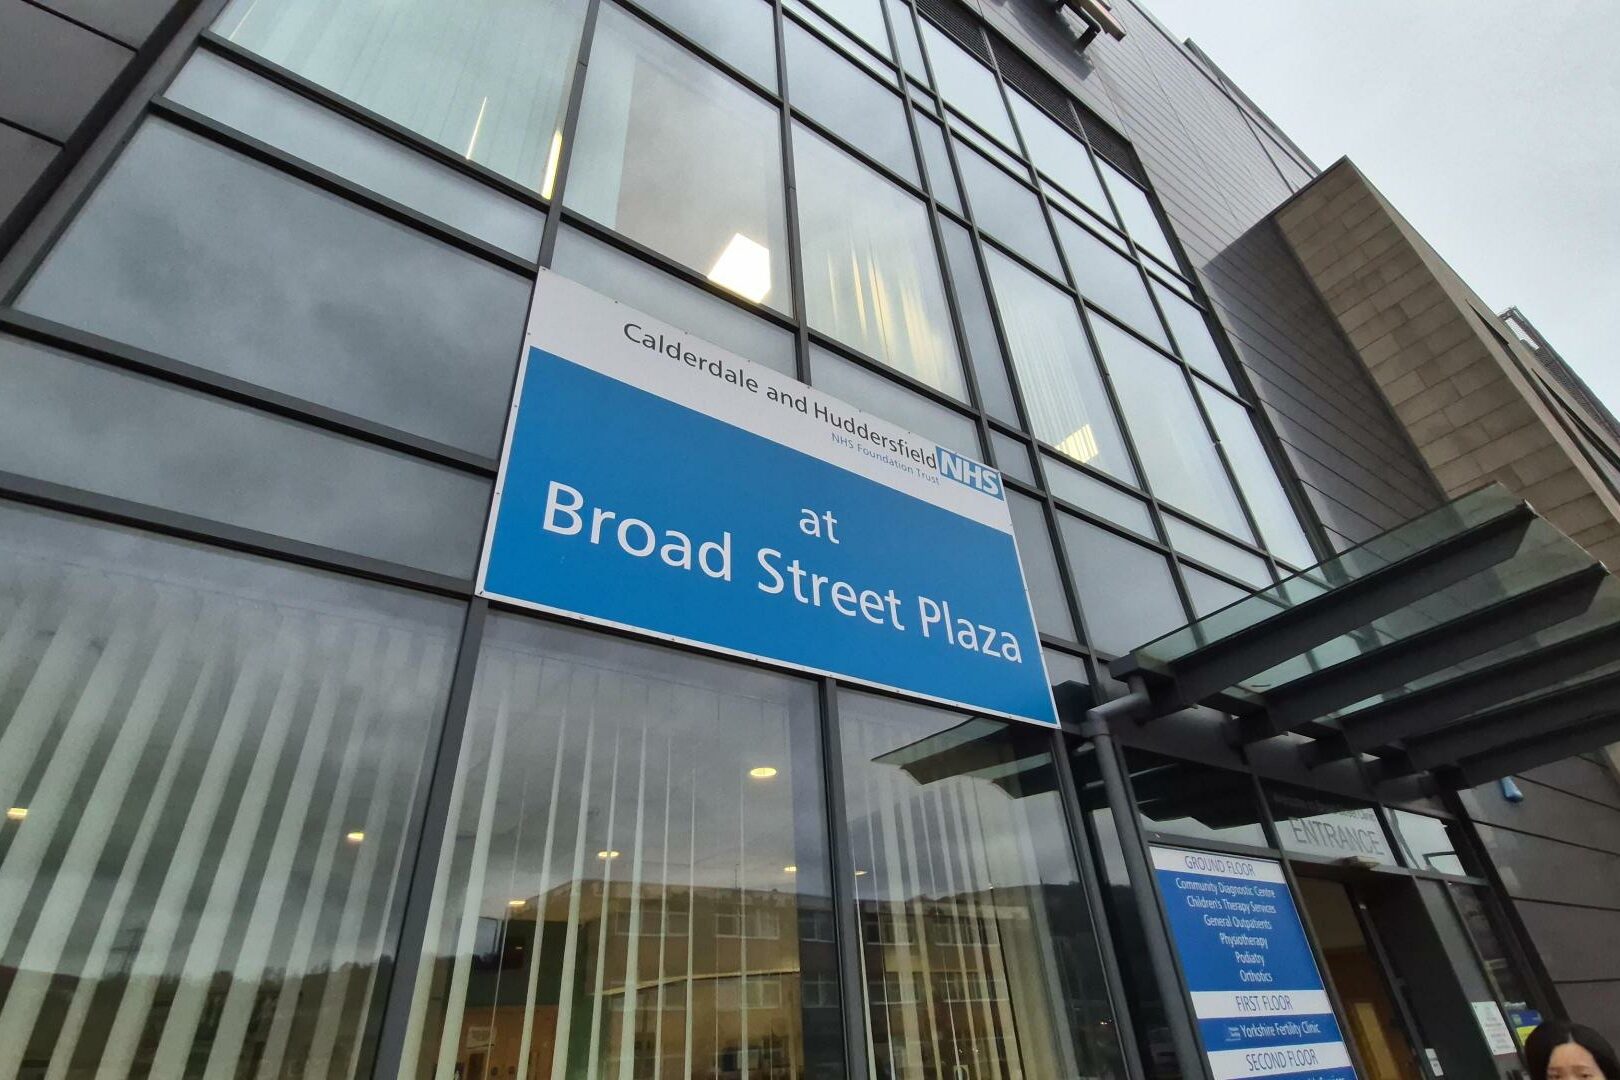 Calderdale and Huddersfield NHS
NHS Foundation Trust
at
Broad Street Plaza
ENTRANCE
GROUND FLOOR
Community Diagnostic Centre
Children's Therapy Services
General Outpatients
Physiotherapy
Podiatry
Orthotics
FIRST FLOOR
Yorkshire Fertility Clinic
SECOND FLOOR